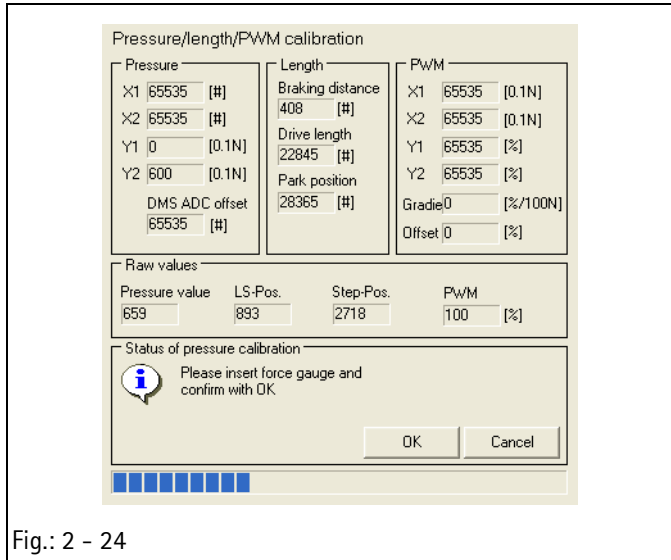 Pressure/length/PWM calibration
Pressure
X1 65535 [#]
X2 65535 [#]
Y1 0 [0.1N]
Y2 600 [0.1N]
DMS ADC offset
65535 [#]
Length
Braking distance
408 [#]
Drive length
22845 [#]
Park position
28365 [#]
PWM
X1 65535 [0.1N]
X2 65535 [0.1N]
Y1 65535 [%]
Y2 65535 [%]
Gradie 0 [%/100N]
Offset 0 [%]
Raw values
Pressure value LS-Pos. Step-Pos. PWM
659 893 2718 100 [%]
Status of pressure calibration
Please insert force gauge and
confirm with OK
OK Cancel
Fig.: 2 - 24